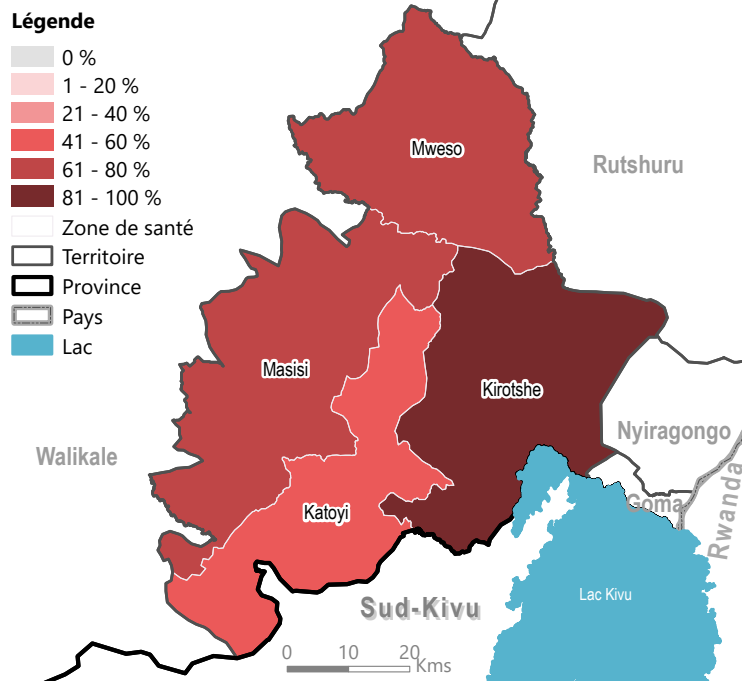 Légende
0 %
1 - 20 %
21 - 40 %
41 - 60 %
61 - 80 %
81 - 100 %
Zone de santé
Territoire
Province
Pays
Lac
Mweso
Rutshuru
Masisi
Kirotshe
Nyiragongo
Walikale
Katoyi
Goma
Rwanda
Sud-Kivu
Lac Kivu
0 10 20
Kms